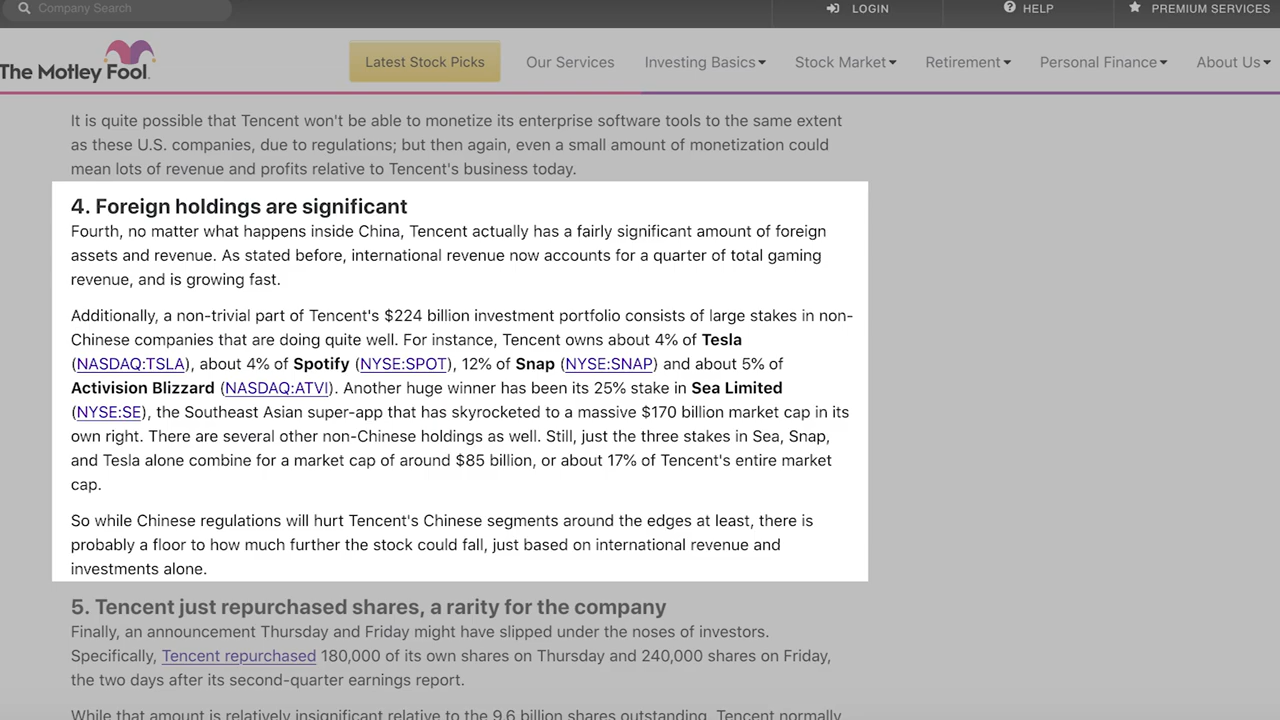 Company Search
LOGIN
HELP
PREMIUM SERVICES
The Motley Fool.
Latest Stock Picks
Our Services
Investing Basics
Stock Market
Retirement
Personal Finance
About Us
It is quite possible that Tencent won't be able to monetize its enterprise software tools to the same extent
as these U.S. companies, due to regulations; but then again, even a small amount of monetization could
mean lots of revenue and profits relative to Tencent's business today.
4. Foreign holdings are significant
Fourth, no matter what happens inside China, Tencent actually has a fairly significant amount of foreign
assets and revenue. As stated before, international revenue now accounts for a quarter of total gaming
revenue, and is growing fast.
Additionally, a non-trivial part of Tencent's $224 billion investment portfolio consists of large stakes in non-
Chinese companies that are doing quite well. For instance, Tencent owns about 4% of Tesla
(NASDAQ:TSLA), about 4% of Spotify (NYSE:SPOT), 12% of Snap (NYSE:SNAP) and about 5% of
Activision Blizzard (NASDAQ:ATVI). Another huge winner has been its 25% stake in Sea Limited
(NYSE:SE), the Southeast Asian super-app that has skyrocketed to a massive $170 billion market cap in its
own right. There are several other non-Chinese holdings as well. Still, just the three stakes in Sea, Snap,
and Tesla alone combine for a market cap of around $85 billion, or about 17% of Tencent's entire market
cap.
So while Chinese regulations will hurt Tencent's Chinese segments around the edges at least, there is
probably a floor to how much further the stock could fall, just based on international revenue and
investments alone.
5. Tencent just repurchased shares, a rarity for the company
Finally, an announcement Thursday and Friday might have slipped under the noses of investors.
Specifically, Tencent repurchased 180,000 of its own shares on Thursday and 240,000 shares on Friday,
the two days after its second-quarter earnings report.
While that amount is relatively insignificant relative to the 9.6 billion shares outstanding, Tencent normally